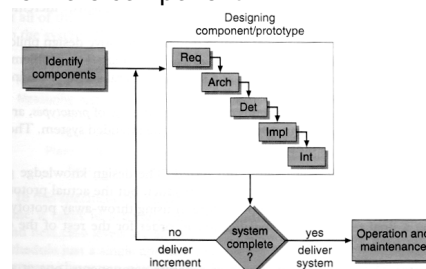 Designing
component/prototype
Identify
components
Req
Arch
Det
Impl
Int
no
deliver
increment
system
complete
?
yes
deliver
system
Operation and
maintenance